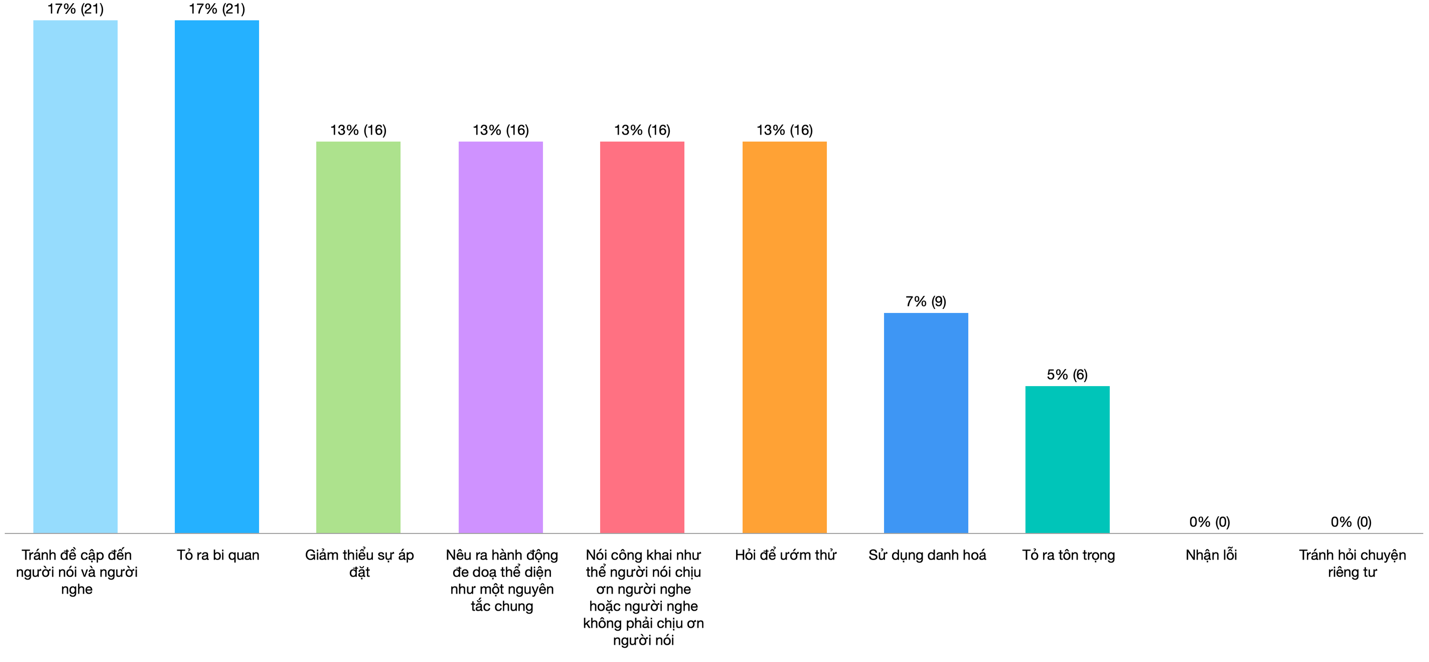 17% (21)
17% (21)
13% (16)
13% (16)
13% (16)
13% (16)
7% (9)
5% (6)
0% (0)
0% (0)
Tránh đề cập đến
người nói và người
nghe
Tỏ ra bi quan
Giảm thiểu sự áp
đặt
Nêu ra hành động
đe doạ thể diện
như một nguyên
tắc chung
Nói công khai như
thể người nói chịu
ơn người nghe
hoặc người nghe
không phải chịu ơn
người nói
Hỏi để ướm thử
Sử dụng danh hoá
Tỏ ra tôn trọng
Nhận lỗi
Tránh hỏi chuyện
riêng tư